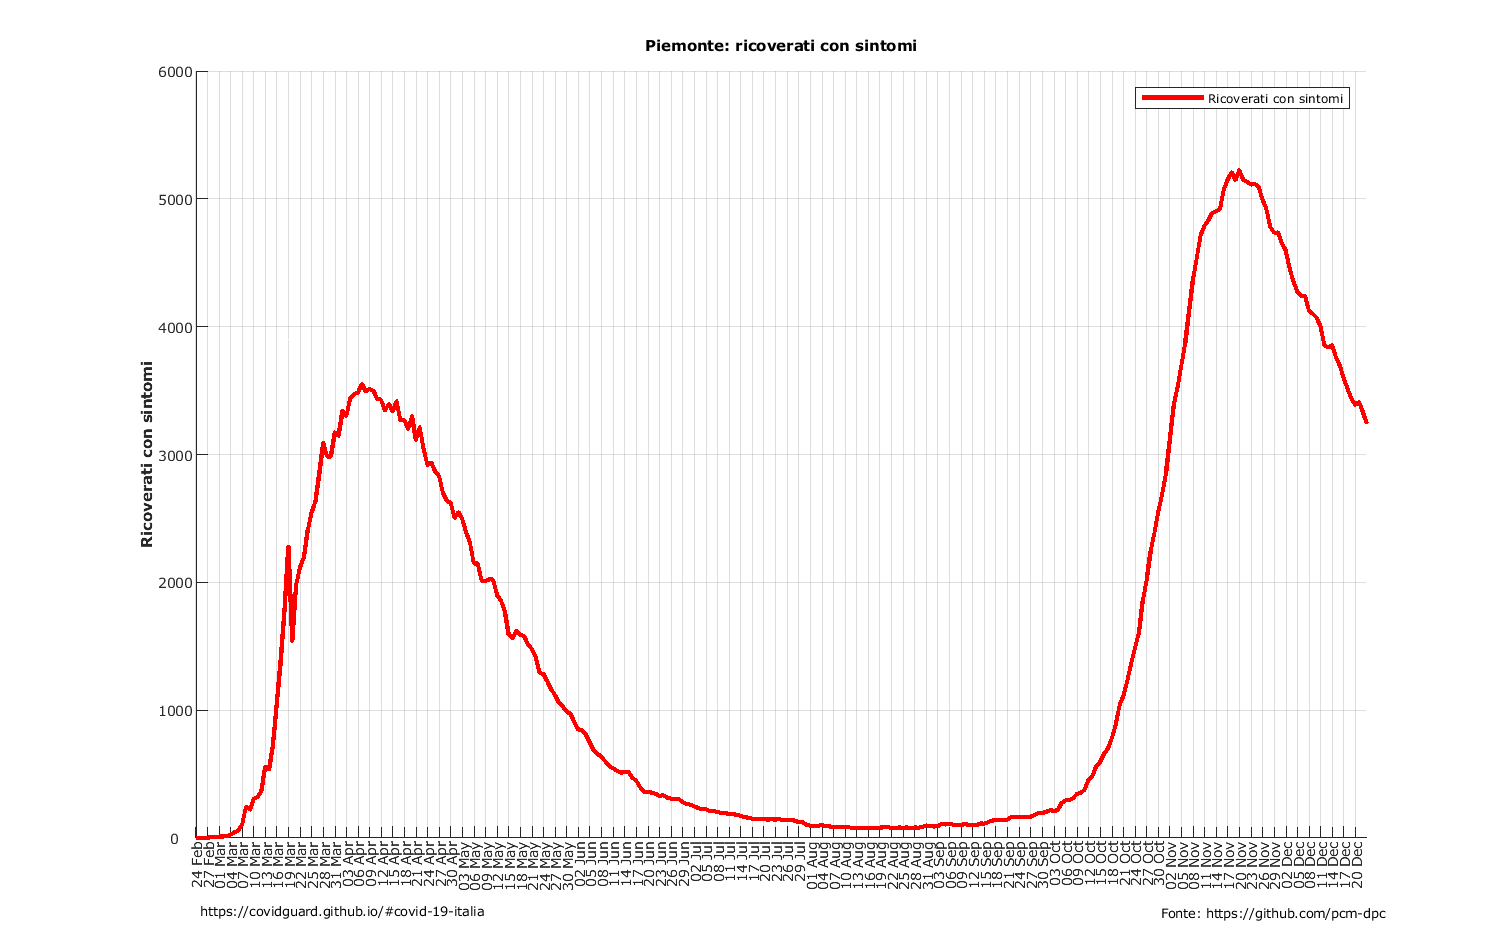 Piemonte: ricoverati con sintomi
Ricoverati con sintomi
Ricoverati con sintomi
6000
5000
4000
3000
2000
1000
0
24 Feb
27 Feb
01 Mar
04 Mar
07 Mar
10 Mar
13 Mar
16 Mar
19 Mar
22 Mar
25 Mar
28 Mar
31 Mar
03 Apr
06 Apr
09 Apr
12 Apr
15 Apr
18 Apr
21 Apr
24 Apr
27 Apr
30 Apr
03 May
06 May
09 May
12 May
15 May
18 May
21 May
24 May
27 May
30 May
02 Jun
05 Jun
08 Jun
11 Jun
14 Jun
17 Jun
20 Jun
23 Jun
26 Jun
29 Jun
02 Jul
05 Jul
08 Jul
11 Jul
14 Jul
17 Jul
20 Jul
23 Jul
26 Jul
29 Jul
01 Aug
04 Aug
07 Aug
10 Aug
13 Aug
16 Aug
19 Aug
22 Aug
25 Aug
28 Aug
31 Aug
03 Sep
06 Sep
09 Sep
12 Sep
15 Sep
18 Sep
21 Sep
24 Sep
27 Sep
30 Sep
03 Oct
06 Oct
09 Oct
12 Oct
15 Oct
18 Oct
21 Oct
24 Oct
27 Oct
30 Oct
02 Nov
05 Nov
08 Nov
11 Nov
14 Nov
17 Nov
20 Nov
23 Nov
26 Nov
29 Nov
02 Dec
05 Dec
08 Dec
11 Dec
14 Dec
17 Dec
20 Dec
https://covidguard.github.io/#covid-19-italia
Fonte: https://github.com/pcm-dpc